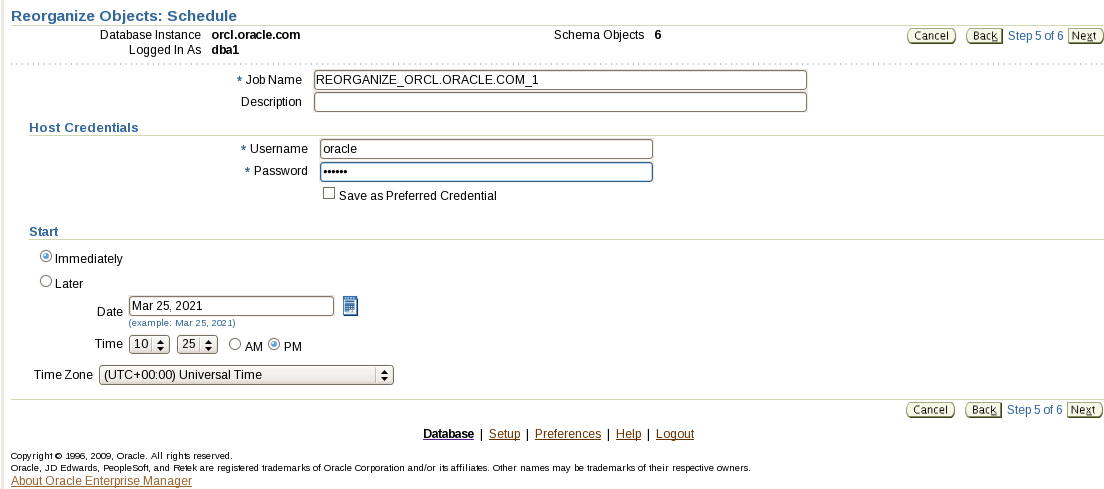 Reorganize Objects: Schedule
Database Instance orcl.oracle.com Schema Objects 6 Cancel Back Step 5 of 6 Next
Logged In As dba1
* Job Name REORGANIZE_ORCL.ORACLE.COM_1
Description
Host Credentials
* Username oracle
* Password ••••••
Save as Preferred Credential
Start
Immediately
Later
Date Mar 25, 2021
(example: Mar 25, 2021)
Time 10 25 AM PM
Time Zone (UTC+00:00) Universal Time
Cancel Back Step 5 of 6 Next
Database | Setup | Preferences | Help | Logout
Copyright © 1996, 2009, Oracle. All rights reserved.
Oracle, JD Edwards, PeopleSoft, and Retek are registered trademarks of Oracle Corporation and/or its affiliates. Other names may be trademarks of their respective owners.
About Oracle Enterprise Manager